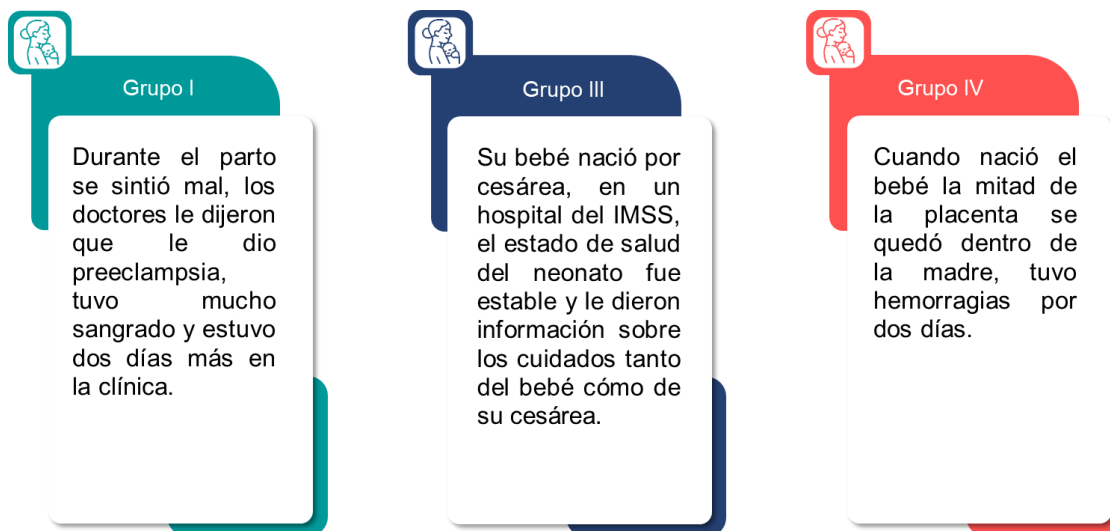 Grupo I
Durante el parto
se sintió mal, los
doctores le dijeron
que le dio
preeclampsia,
tuvo mucho
sangrado y estuvo
dos días más en
la clínica.
Grupo III
Su bebé nació por
cesárea, en un
hospital del IMSS,
el estado de salud
del neonato fue
estable y le dieron
información sobre
los cuidados tanto
del bebé cómo de
su cesárea.
Grupo IV
Cuando nació el
bebé la mitad de
la placenta se
quedó dentro de
la madre, tuvo
hemorragias por
dos días.